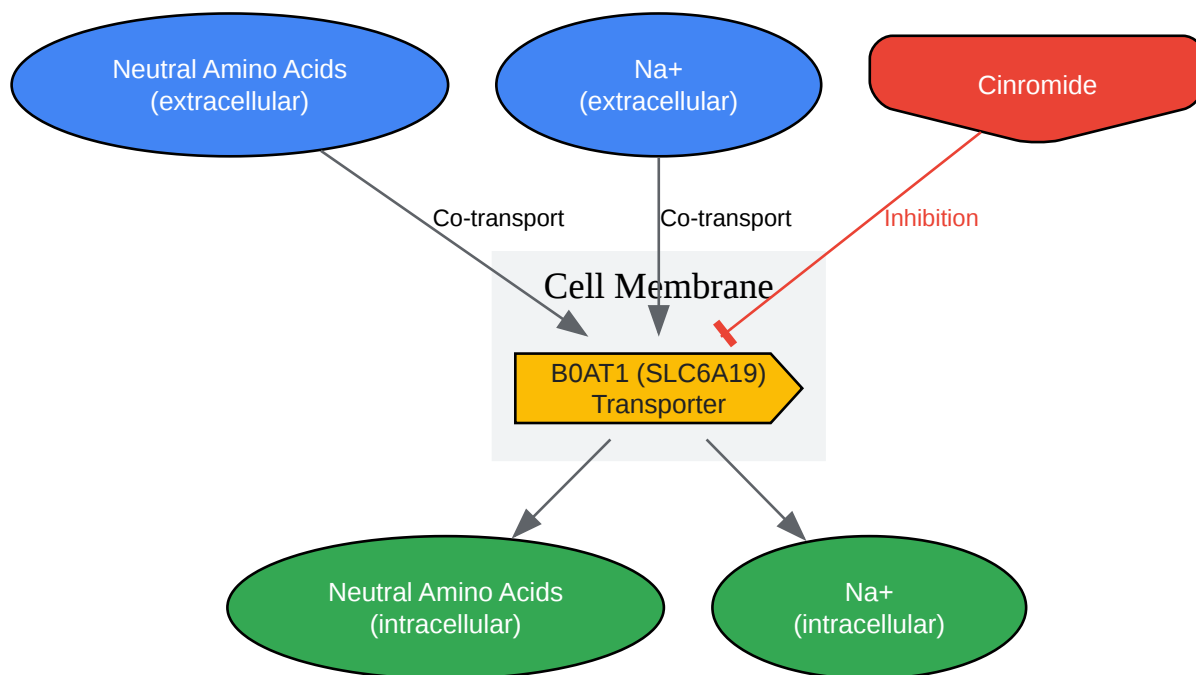 Neutral Amino Acids
(extracellular)
Na+
(extracellular)
Cinromide
Co-transport
Co-transport
Inhibition
Cell Membrane
B0AT1 (SLC6A19)
Transporter
Neutral Amino Acids
(intracellular)
Na+
(intracellular)